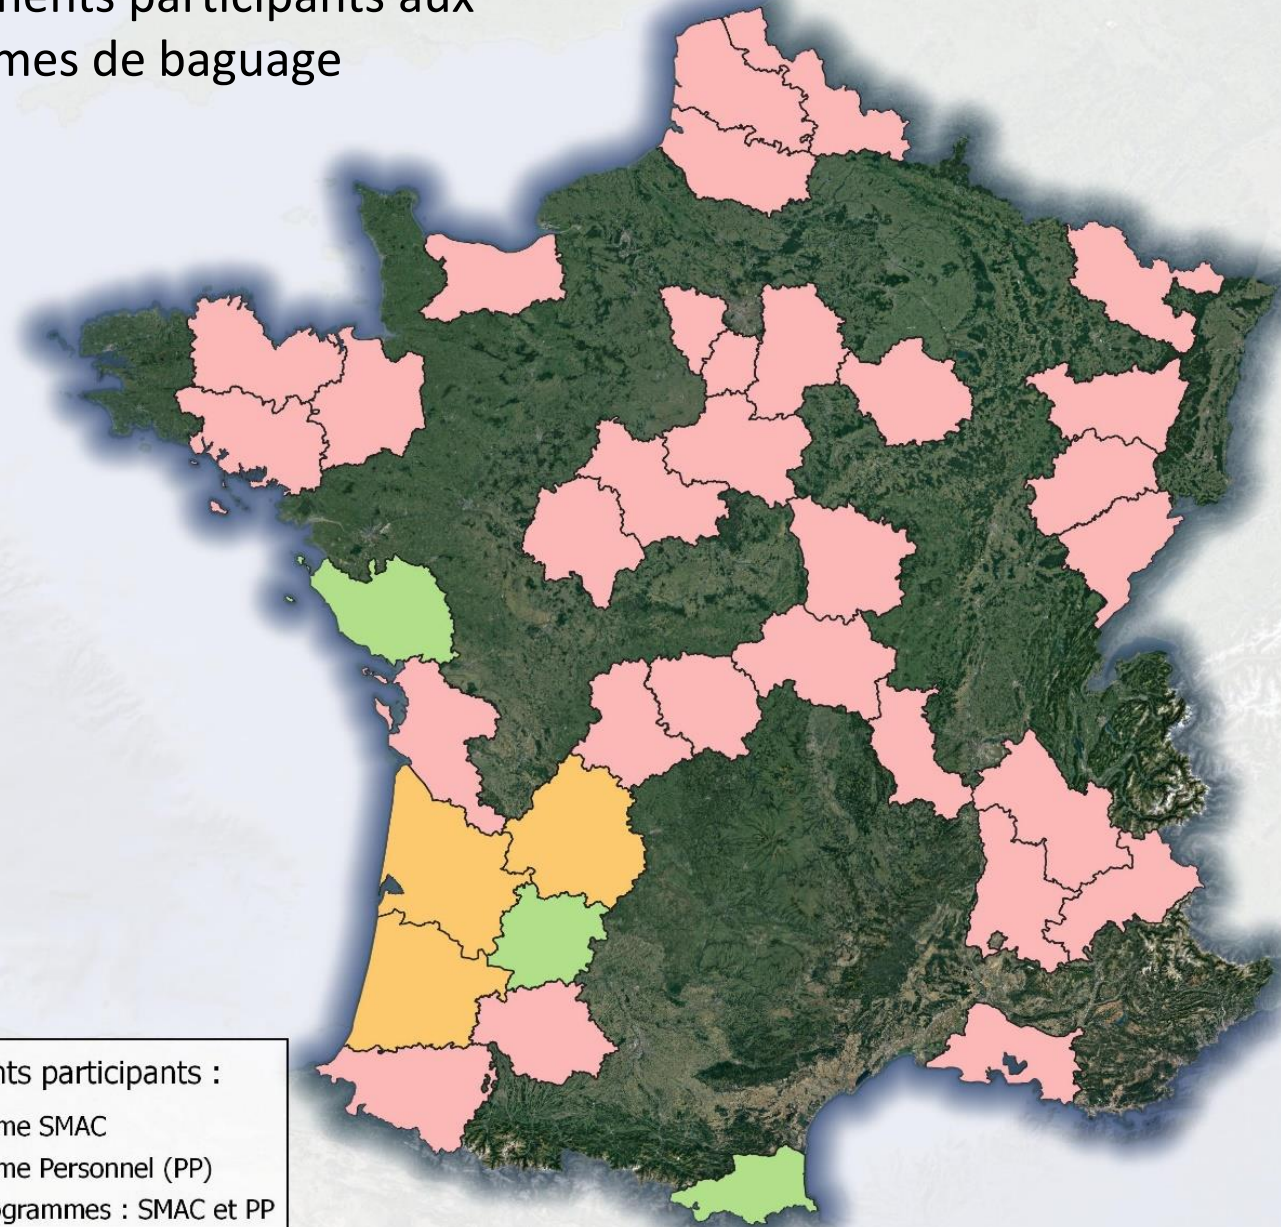 nents participants aux
mes de baguage
nts participants :
me SMAC
me Personnel (PP)
grammes : SMAC et PP